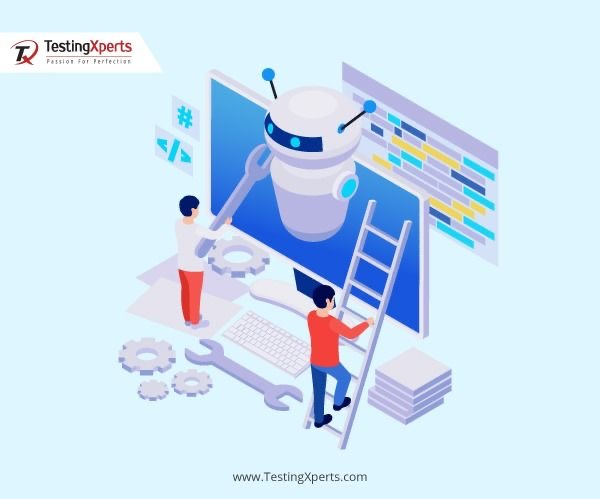 TestingXperts
Passion For Perfection
#
</>
www.TestingXperts.com